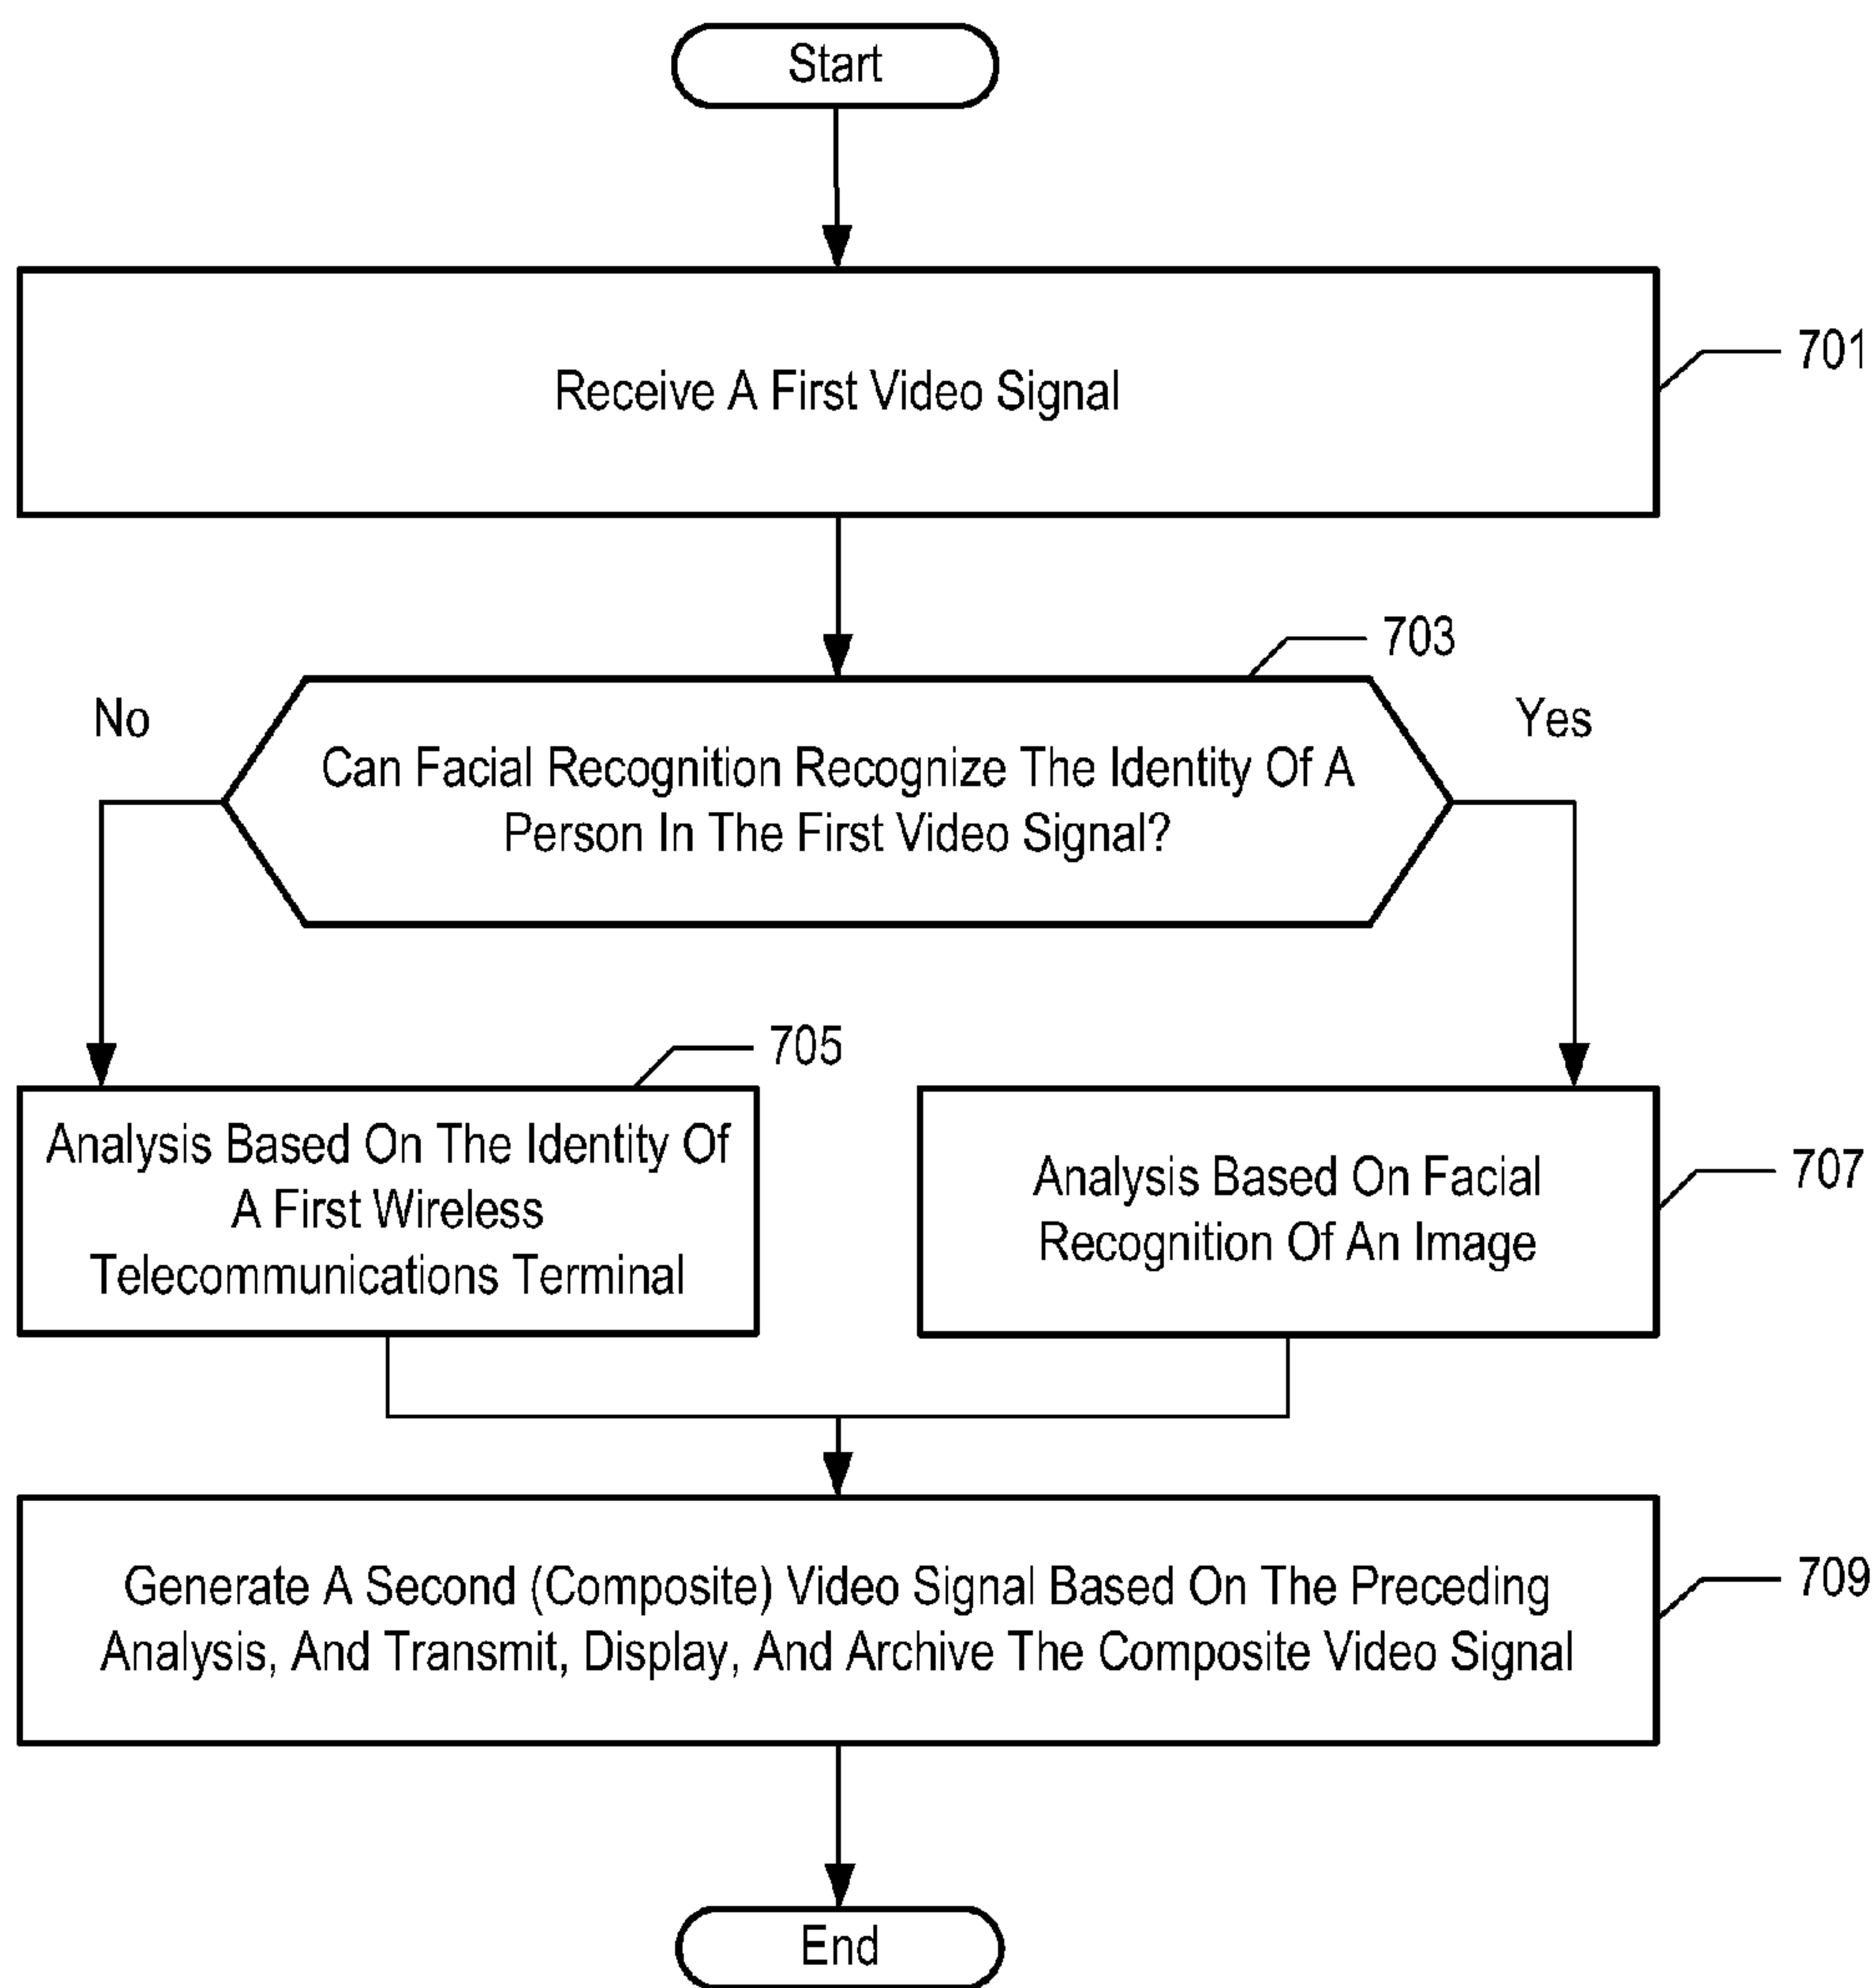 Start
Receive A First Video Signal
701
703
No
Yes
Can Facial Recognition Recognize The Identity Of A
Person In The First Video Signal?
705
Analysis Based On The Identity Of
A First Wireless
Telecommunications Terminal
Analysis Based On Facial
Recognition Of An Image
707
Generate A Second (Composite) Video Signal Based On The Preceding
Analysis, And Transmit, Display, And Archive The Composite Video Signal
709
End